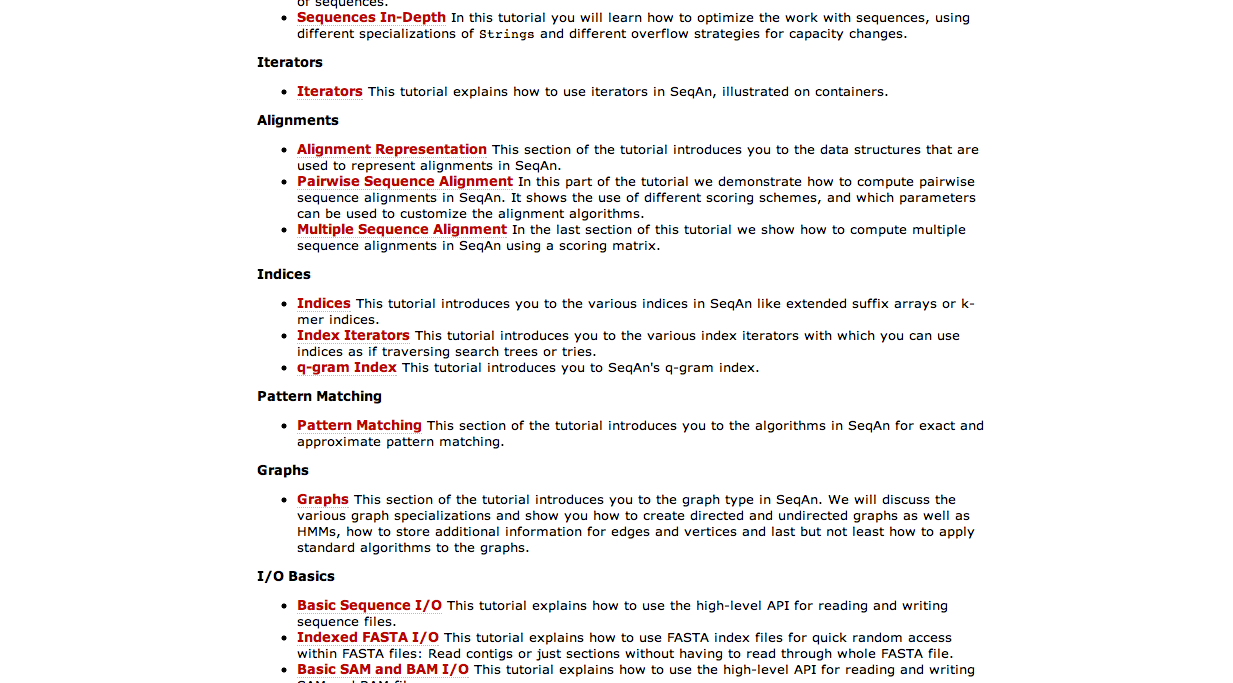 of sequences.
Sequences In-Depth In this tutorial you will learn how to optimize the work with sequences, using
different specializations of Strings and different overflow strategies for capacity changes.
Iterators
Iterators This tutorial explains how to use iterators in SeqAn, illustrated on containers.
Alignments
Alignment Representation This section of the tutorial introduces you to the data structures that are
used to represent alignments in SeqAn.
Pairwise Sequence Alignment In this part of the tutorial we demonstrate how to compute pairwise
sequence alignments in SeqAn. It shows the use of different scoring schemes, and which parameters
can be used to customize the alignment algorithms.
Multiple Sequence Alignment In the last section of this tutorial we show how to compute multiple
sequence alignments in SeqAn using a scoring matrix.
Indices
Indices This tutorial introduces you to the various indices in SeqAn like extended suffix arrays or k-
mer indices.
Index Iterators This tutorial introduces you to the various index iterators with which you can use
indices as if traversing search trees or tries.
q-gram Index This tutorial introduces you to SeqAn's q-gram index.
Pattern Matching
Pattern Matching This section of the tutorial introduces you to the algorithms in SeqAn for exact and
approximate pattern matching.
Graphs
Graphs This section of the tutorial introduces you to the graph type in SeqAn. We will discuss the
various graph specializations and show you how to create directed and undirected graphs as well as
HMMs, how to store additional information for edges and vertices and last but not least how to apply
standard algorithms to the graphs.
I/O Basics
Basic Sequence I/O This tutorial explains how to use the high-level API for reading and writing
sequence files.
Indexed FASTA I/O This tutorial explains how to use FASTA index files for quick random access
within FASTA files: Read contigs or just sections without having to read through whole FASTA file.
Basic SAM and BAM I/O This tutorial explains how to use the high-level API for reading and writing